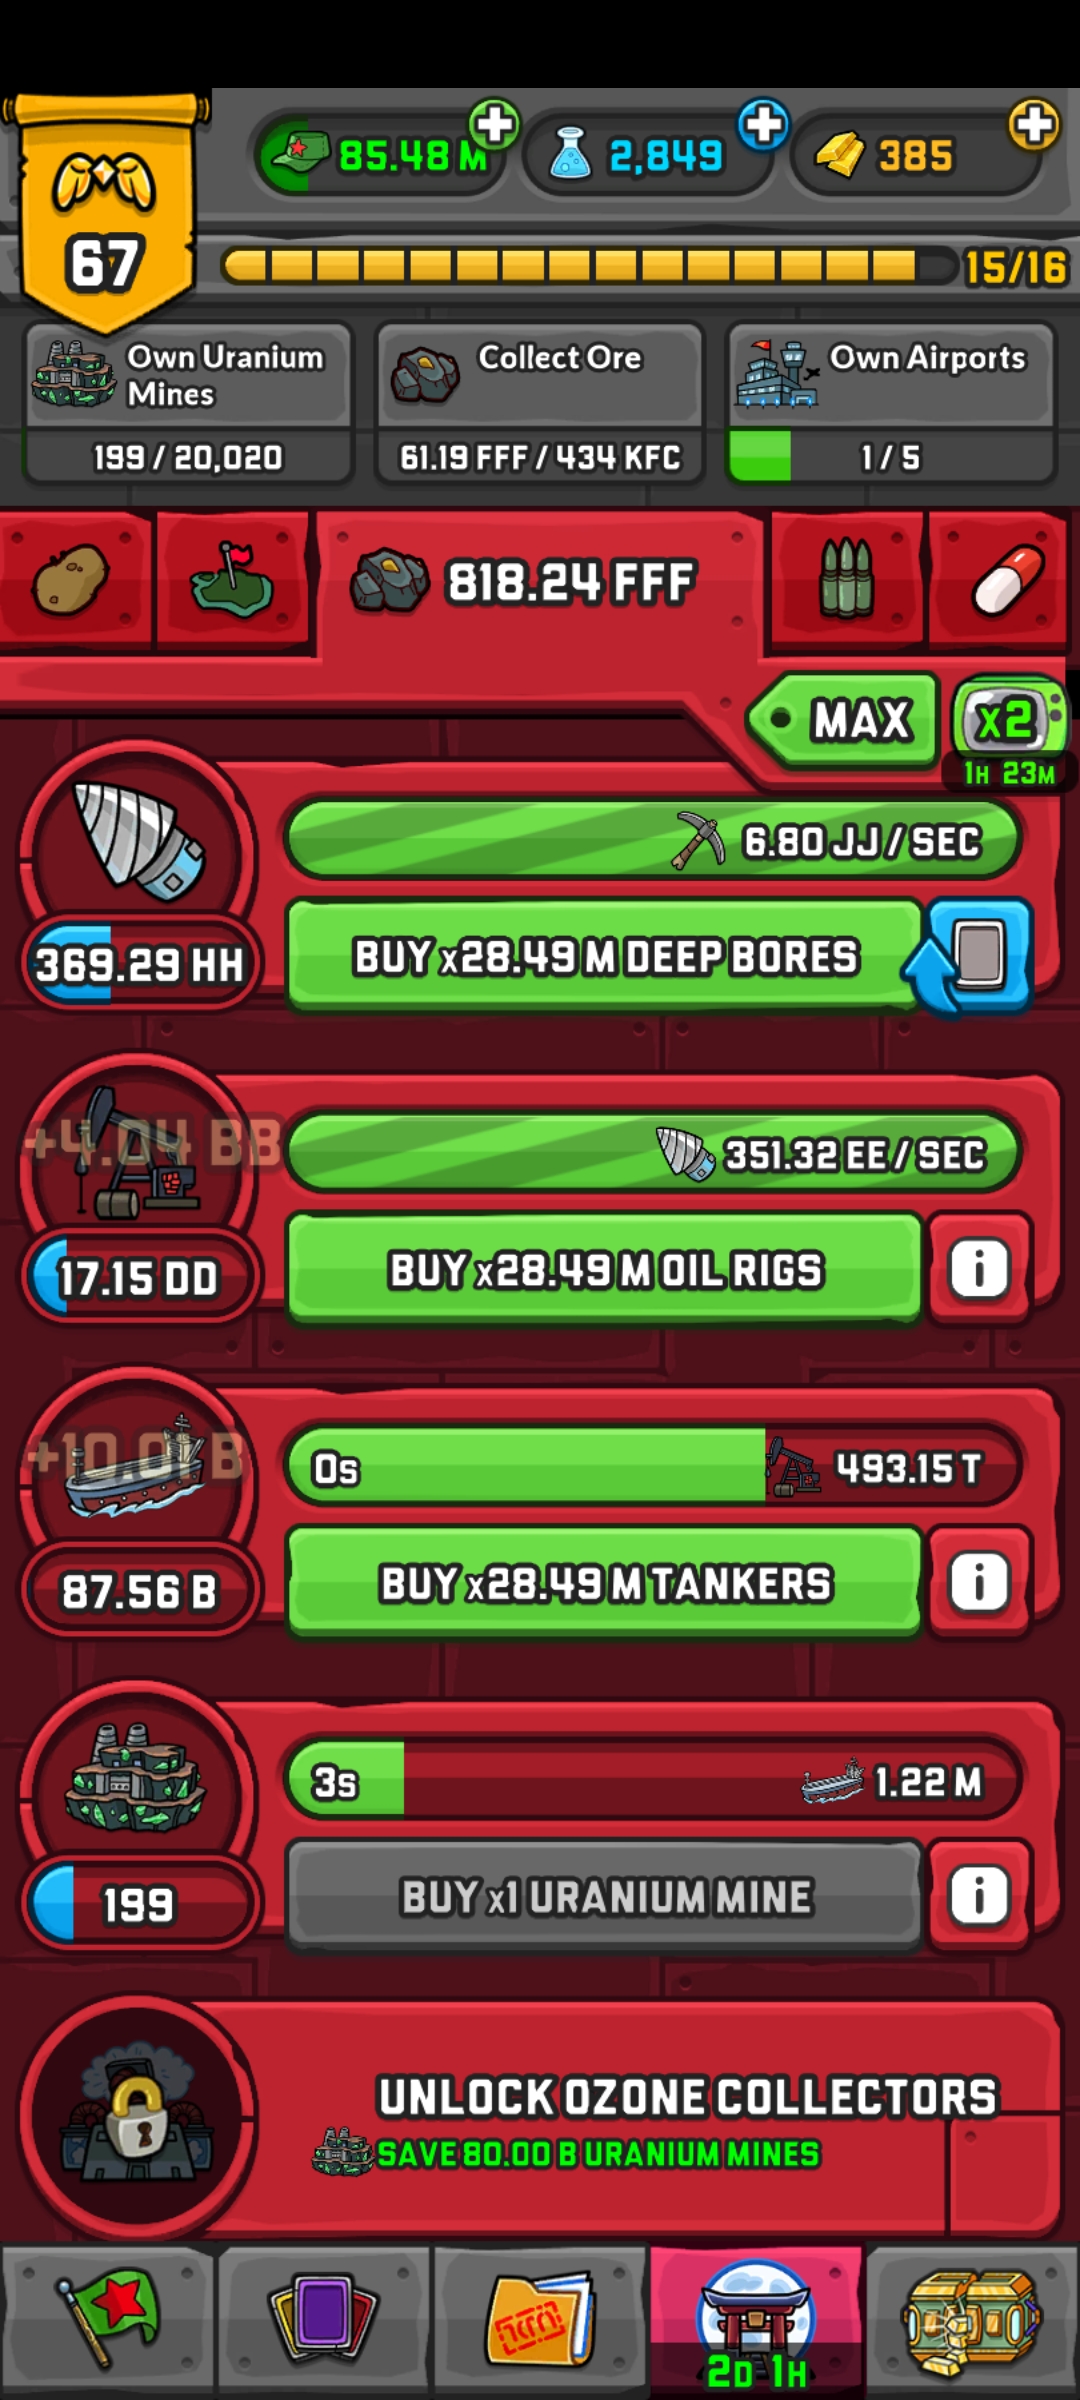 85.48 M
2,849
385
67
15/16
Own Uranium
Mines
199 / 20,020
Collect Ore
61.19 FFF / 434 KFC
Own Airports
1 / 5
818.24 FFF
MAX
x2
1H 23M
6.80 JJ / SEC
369.29 HH
BUY x28.49 M DEEP BORES
+4.04 BB
351.32 EE / SEC
17.15 DD
BUY x28.49 M OIL RIGS
i
0s
493.15 T
87.56 B
BUY x28.49 M TANKERS
i
3s
1.22 M
199
BUY x1 URANIUM MINE
i
UNLOCK OZONE COLLECTORS
SAVE 80.00 B URANIUM MINES
2D 1H